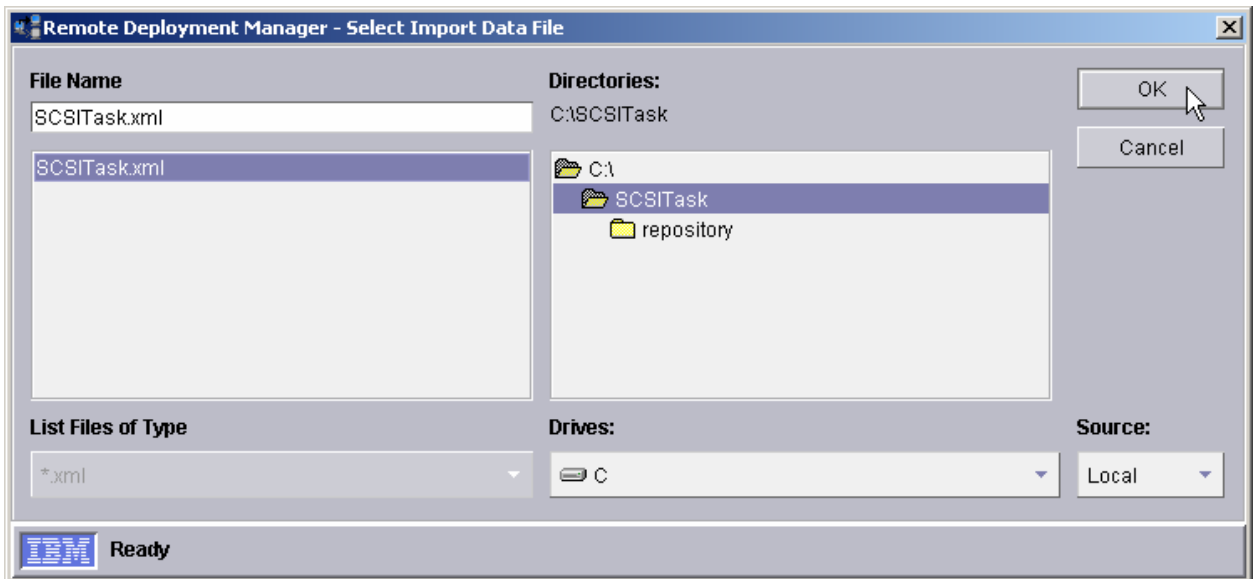 Remote Deployment Manager - Select Import Data File
File Name
SCSITask.xml
SCSITask.xml
Directories:
C:\SCSITask
C:\
SCSITask
repository
OK
Cancel
List Files of Type
*.xml
Drives:
C
Source:
Local
IBM
Ready